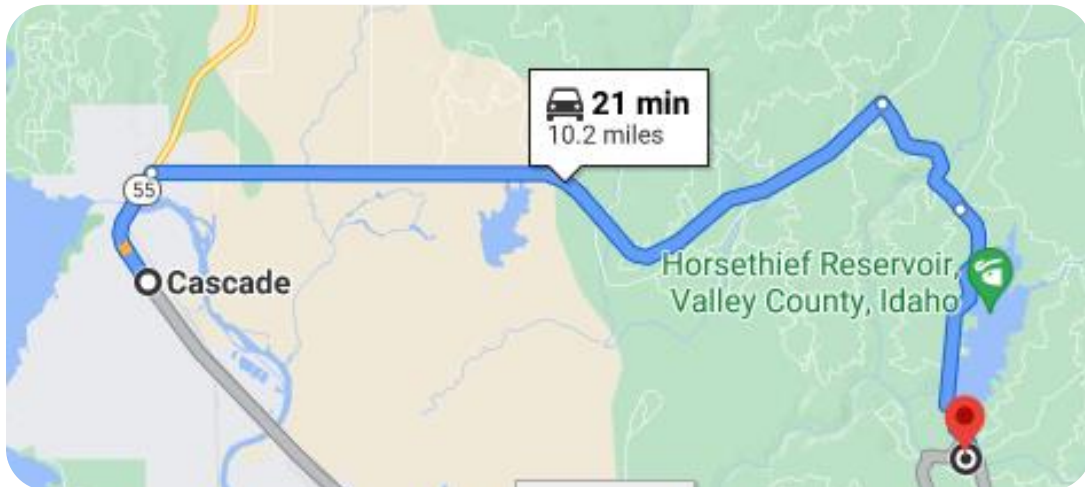 21 min
10.2 miles
55
Cascade
Horsethief Reservoir,
Valley County, Idaho